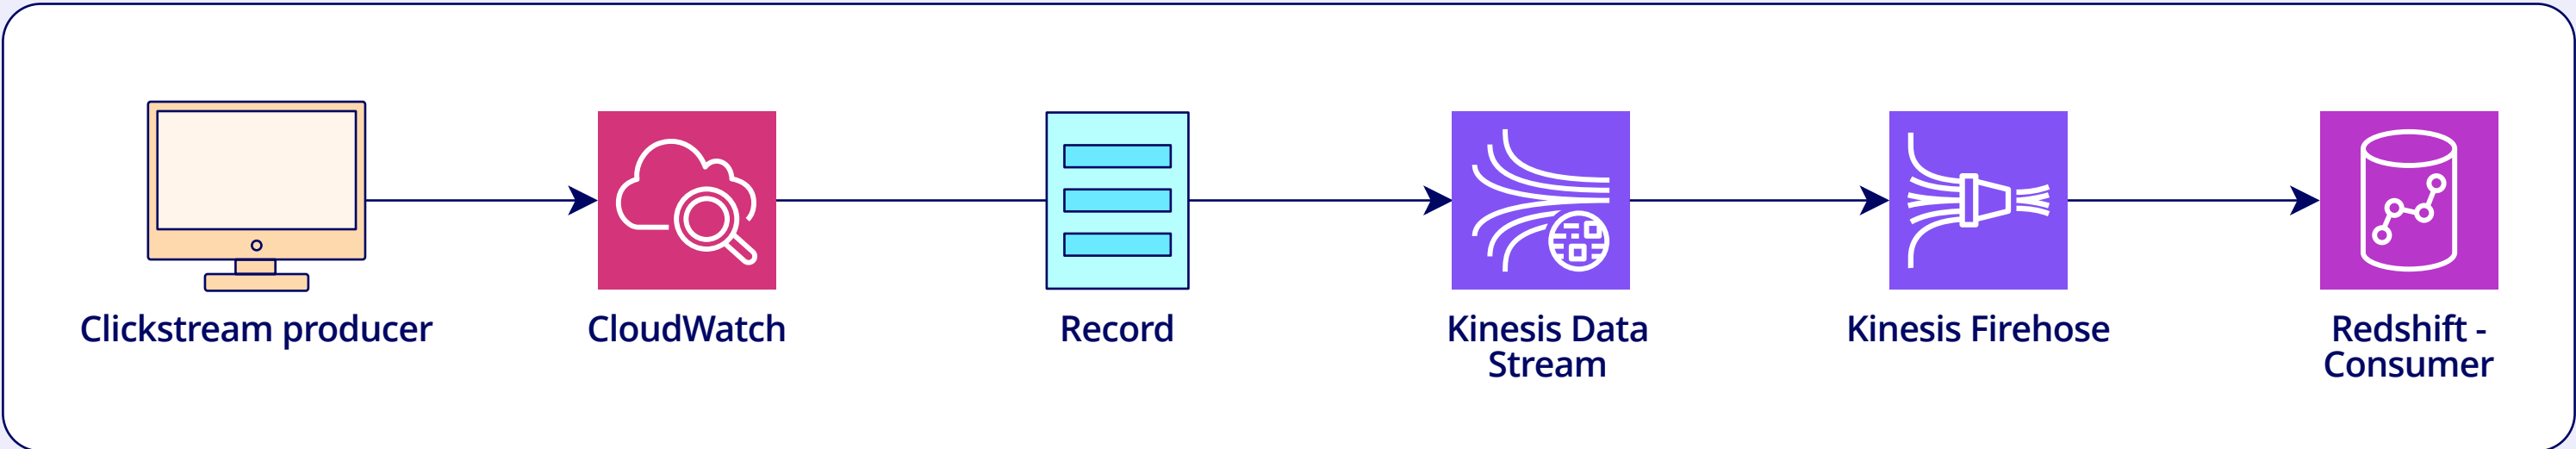 Clickstream producer
CloudWatch
Record
Kinesis Data
Stream
Kinesis Firehose
Redshift -
Consumer